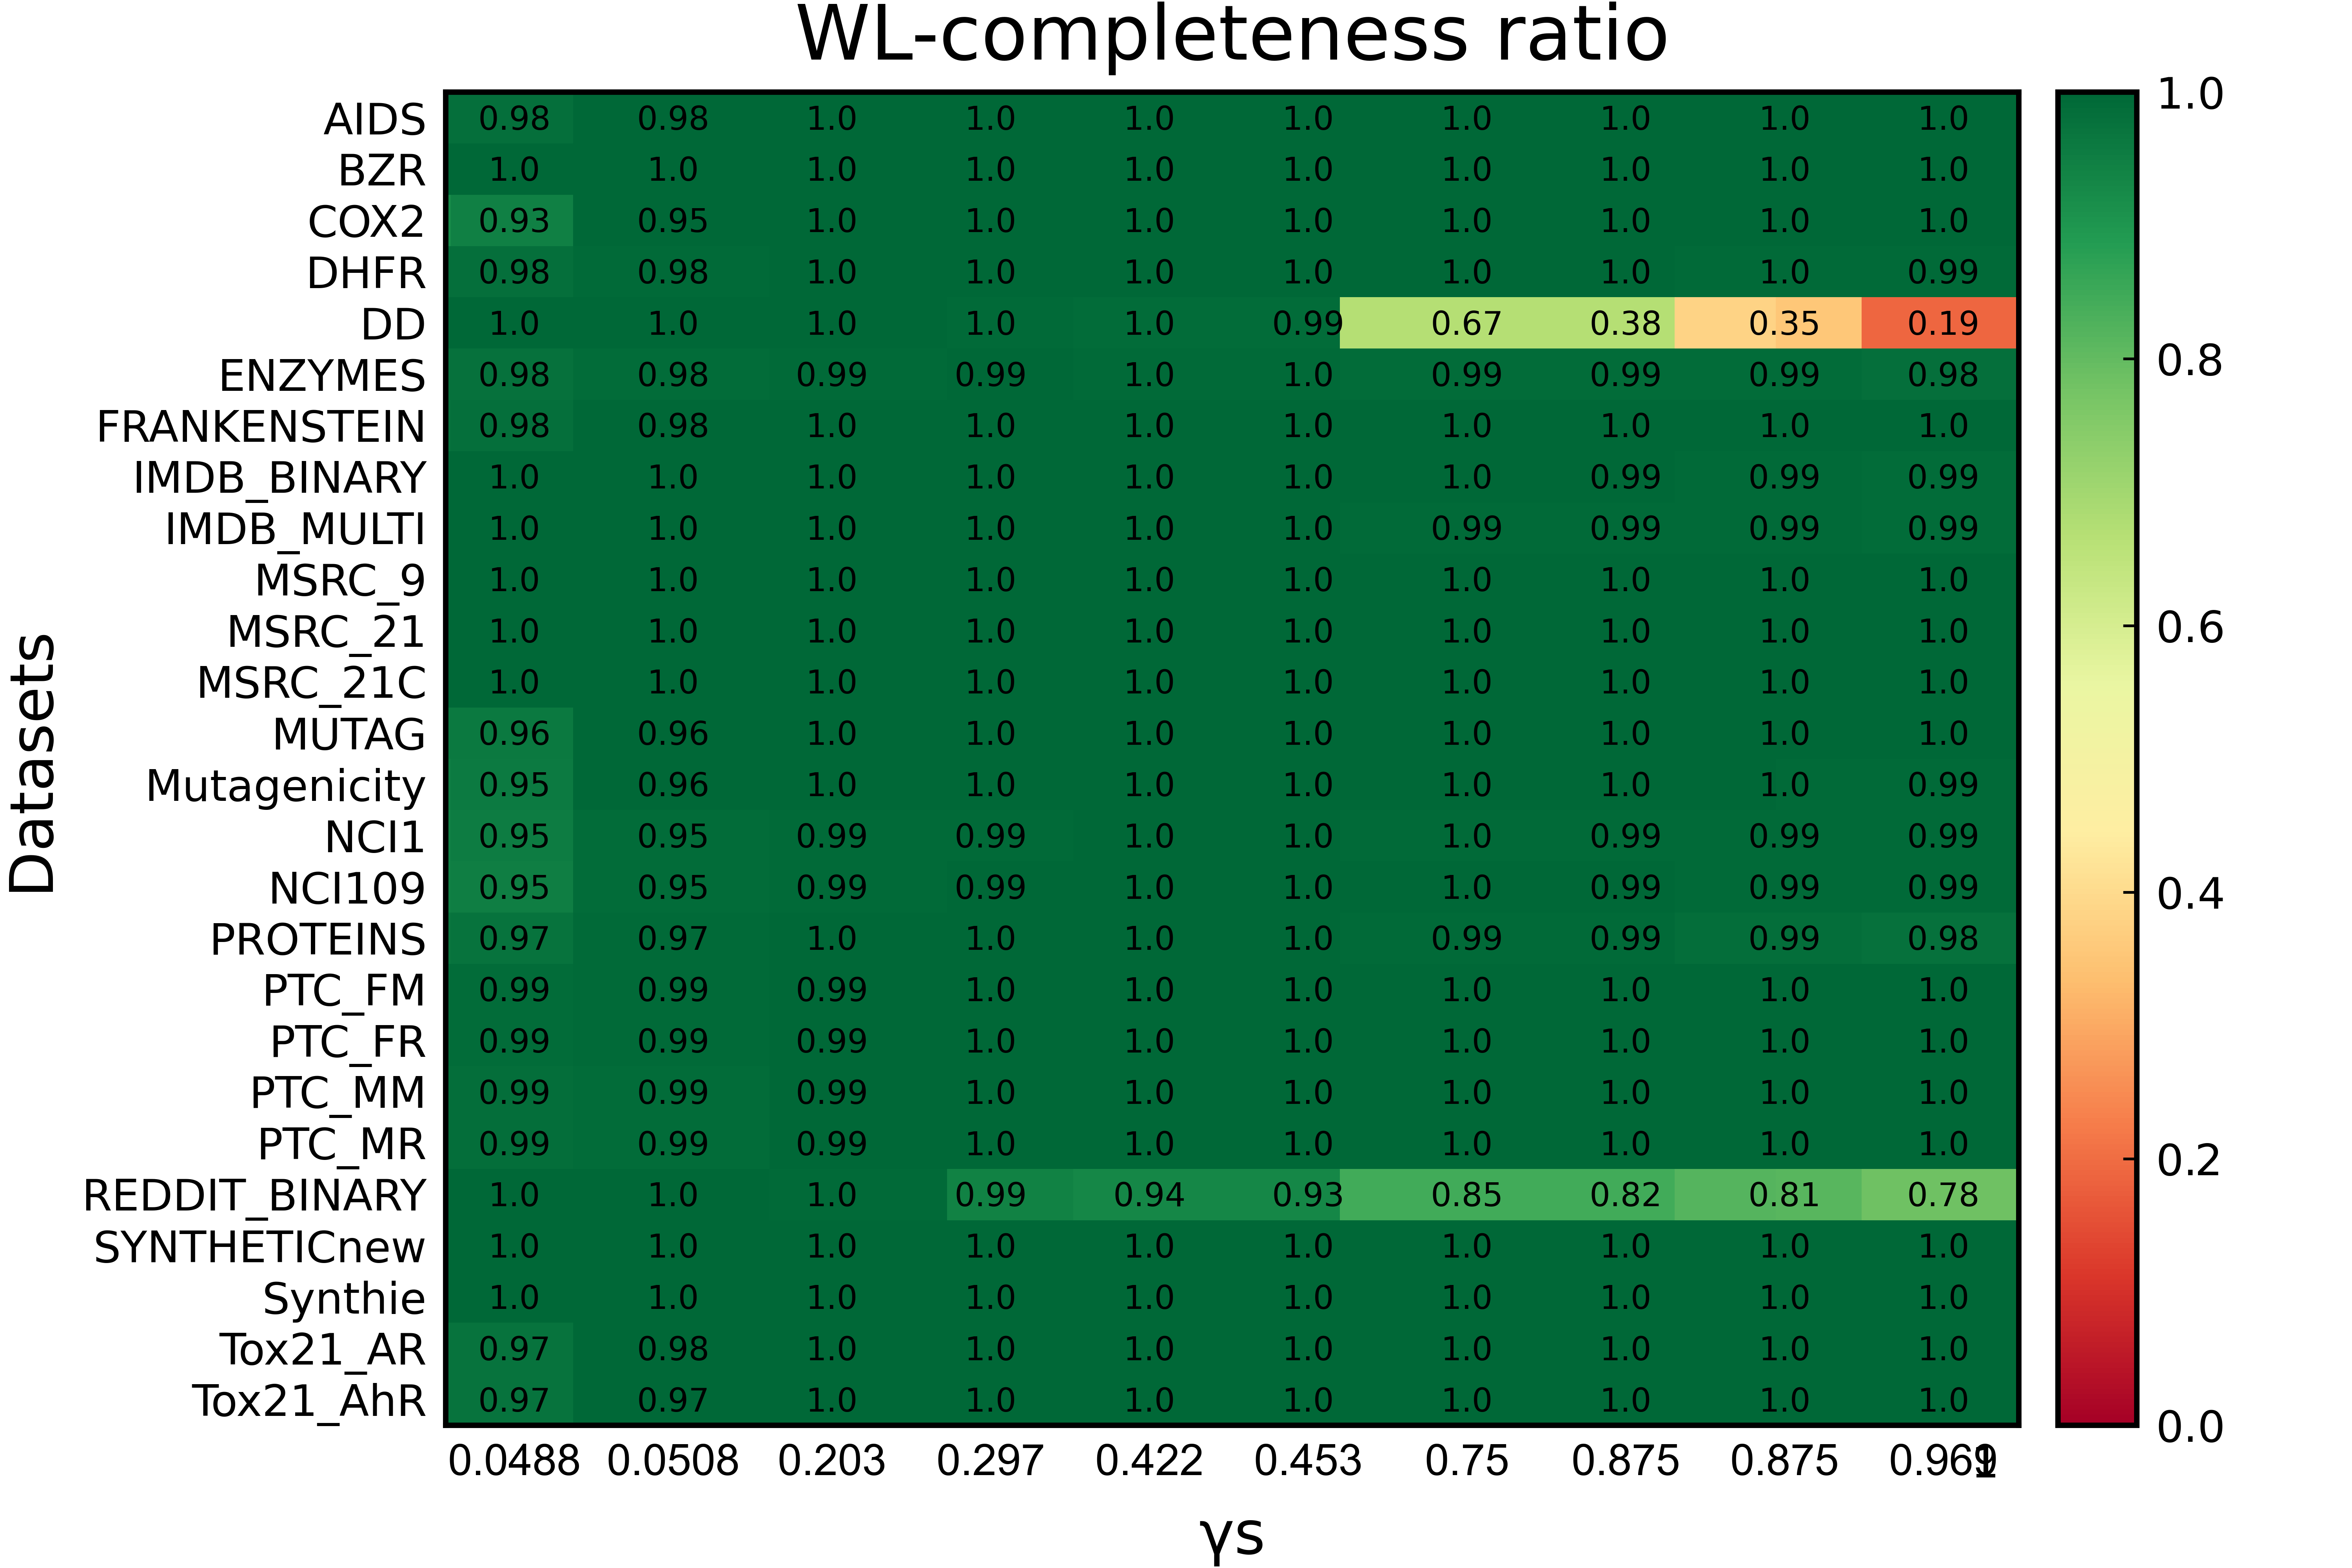 WL-completeness ratio
AIDS 0.98 0.98 1.0 1.0 1.0 1.0 1.0 1.0 1.0 1.0
BZR 1.0 1.0 1.0 1.0 1.0 1.0 1.0 1.0 1.0 1.0
COX2 0.93 0.95 1.0 1.0 1.0 1.0 1.0 1.0 1.0 1.0
DHFR 0.98 0.98 1.0 1.0 1.0 1.0 1.0 1.0 1.0 0.99
DD 1.0 1.0 1.0 1.0 1.0 0.99 0.67 0.38 0.35 0.19
ENZYMES 0.98 0.98 0.99 0.99 1.0 1.0 0.99 0.99 0.99 0.98
FRANKENSTEIN 0.98 0.98 1.0 1.0 1.0 1.0 1.0 1.0 1.0 1.0
IMDB_BINARY 1.0 1.0 1.0 1.0 1.0 1.0 1.0 0.99 0.99 0.99
IMDB_MULTI 1.0 1.0 1.0 1.0 1.0 1.0 0.99 0.99 0.99 0.99
MSRC_9 1.0 1.0 1.0 1.0 1.0 1.0 1.0 1.0 1.0 1.0
MSRC_21 1.0 1.0 1.0 1.0 1.0 1.0 1.0 1.0 1.0 1.0
MSRC_21C 1.0 1.0 1.0 1.0 1.0 1.0 1.0 1.0 1.0 1.0
MUTAG 0.96 0.96 1.0 1.0 1.0 1.0 1.0 1.0 1.0 1.0
Mutagenicity 0.95 0.96 1.0 1.0 1.0 1.0 1.0 1.0 1.0 0.99
NCI1 0.95 0.95 0.99 0.99 1.0 1.0 1.0 0.99 0.99 0.99
NCI109 0.95 0.95 0.99 0.99 1.0 1.0 1.0 0.99 0.99 0.99
PROTEINS 0.97 0.97 1.0 1.0 1.0 1.0 0.99 0.99 0.99 0.98
PTC_FM 0.99 0.99 0.99 1.0 1.0 1.0 1.0 1.0 1.0 1.0
PTC_FR 0.99 0.99 0.99 1.0 1.0 1.0 1.0 1.0 1.0 1.0
PTC_MM 0.99 0.99 0.99 1.0 1.0 1.0 1.0 1.0 1.0 1.0
PTC_MR 0.99 0.99 0.99 1.0 1.0 1.0 1.0 1.0 1.0 1.0
REDDIT_BINARY 1.0 1.0 1.0 0.99 0.94 0.93 0.85 0.82 0.81 0.78
SYNTHETICnew 1.0 1.0 1.0 1.0 1.0 1.0 1.0 1.0 1.0 1.0
Synthie 1.0 1.0 1.0 1.0 1.0 1.0 1.0 1.0 1.0 1.0
Tox21_AR 0.97 0.98 1.0 1.0 1.0 1.0 1.0 1.0 1.0 1.0
Tox21_AhR 0.97 0.97 1.0 1.0 1.0 1.0 1.0 1.0 1.0 1.0
0.0488 0.0508 0.203 0.297 0.422 0.453 0.75 0.875 0.875 0.969 1
γs
Datasets
1.0
0.8
0.6
0.4
0.2
0.0